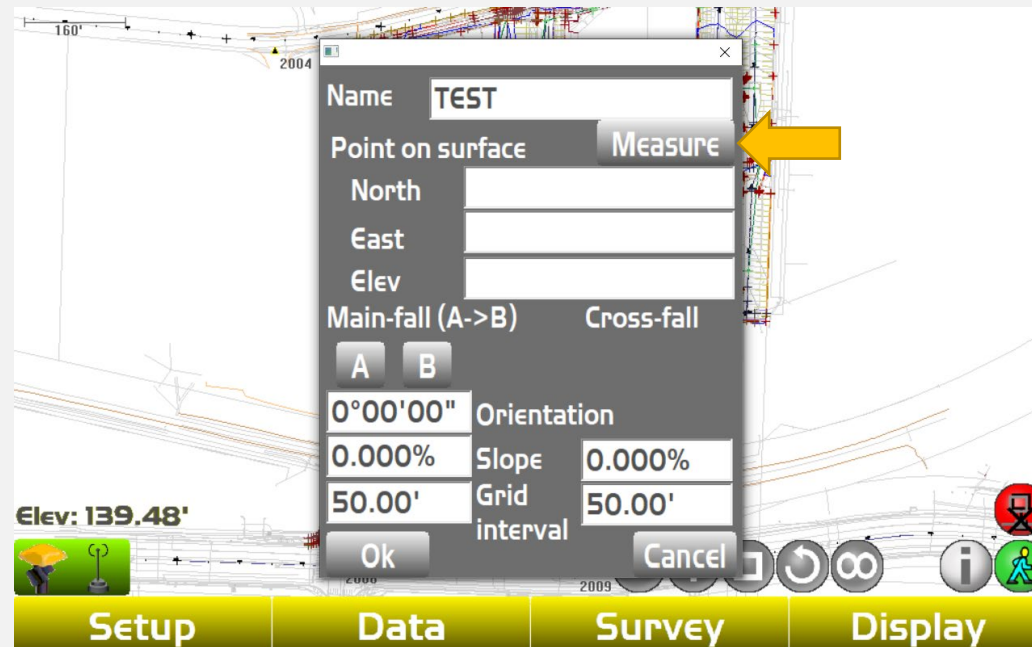 160'
2004
Name TEST
Point on surface Measure
North
East
Elev
Main-fall (A->B) Cross-fall
A B
0°00'00" Orientation
0.000% Slope 0.000%
50.00' Grid interval 50.00'
Elev: 139.48'
Ok Cancel
2009
Setup Data Survey Display